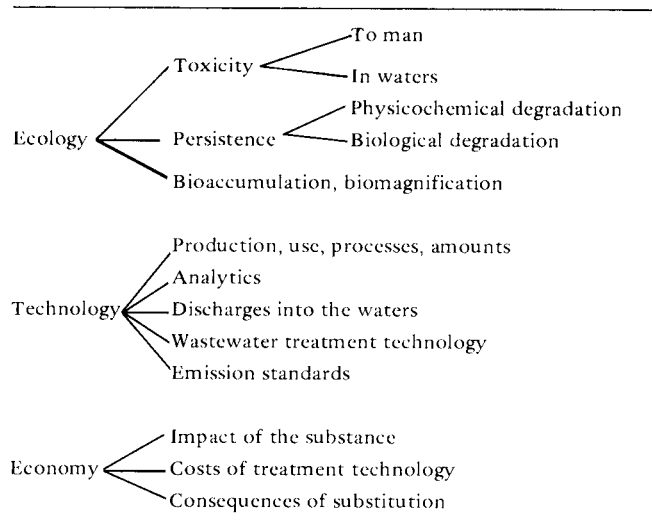 To man
Toxicity
In waters
Physicochemical degradation
Ecology
Persistence
Biological degradation
Bioaccumulation, biomagnification
Production, use, processes, amounts
Analytics
Technology
Discharges into the waters
Wastewater treatment technology
Emission standards
Impact of the substance
Economy
Costs of treatment technology
Consequences of substitution